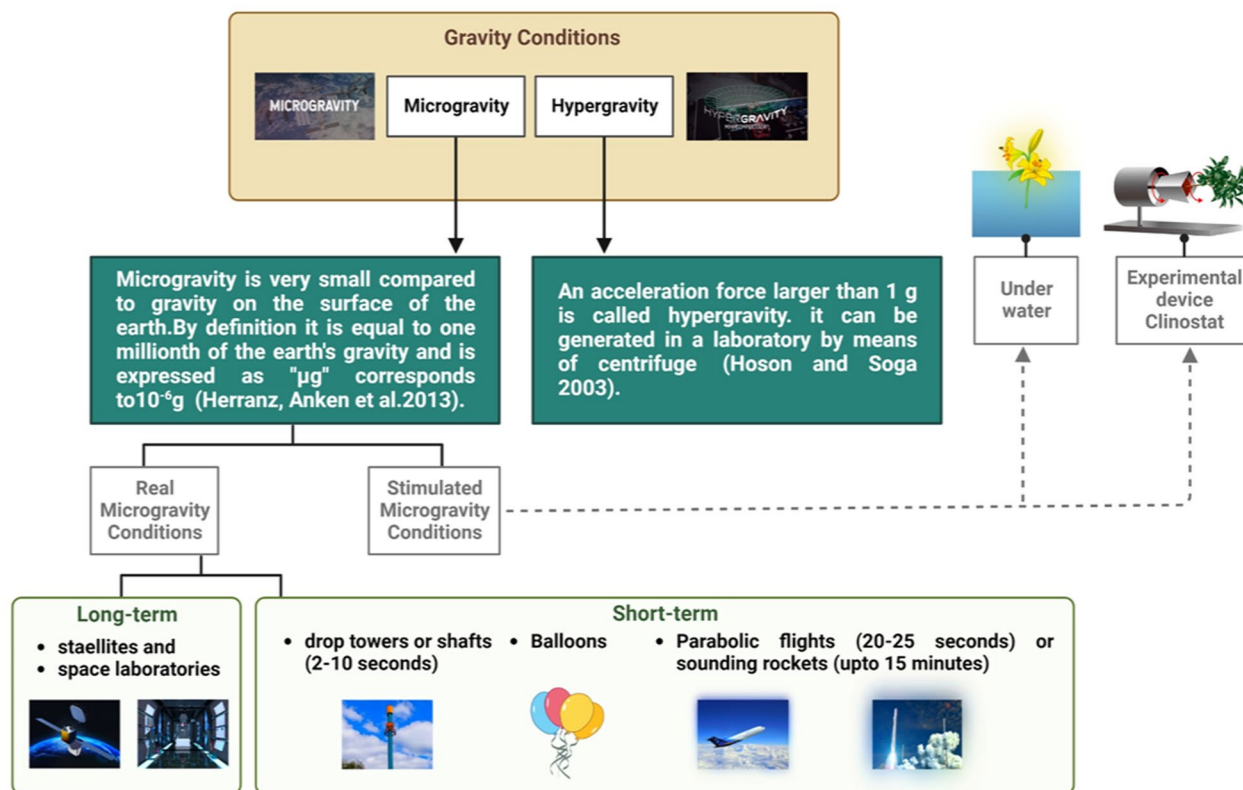 Gravity Conditions
MICROGRAVITY
Microgravity
Hypergravity
HYPERGRAVITY
Microgravity is very small compared
to gravity on the surface of the
earth.By definition it is equal to one
millionth of the earth's gravity and is
expressed as "µg" corresponds
to10⁻⁶g (Herranz, Anken et al.2013).
An acceleration force larger than 1 g
is called hypergravity. it can be
generated in a laboratory by means
of centrifuge (Hoson and Soga
2003).
Under
water
Experimental
device
Clinostat
Real
Microgravity
Conditions
Stimulated
Microgravity
Conditions
Long-term
• staellites and
• space laboratories
Short-term
• drop towers or shafts
(2-10 seconds)
• Balloons
• Parabolic flights (20-25 seconds) or
sounding rockets (upto 15 minutes)